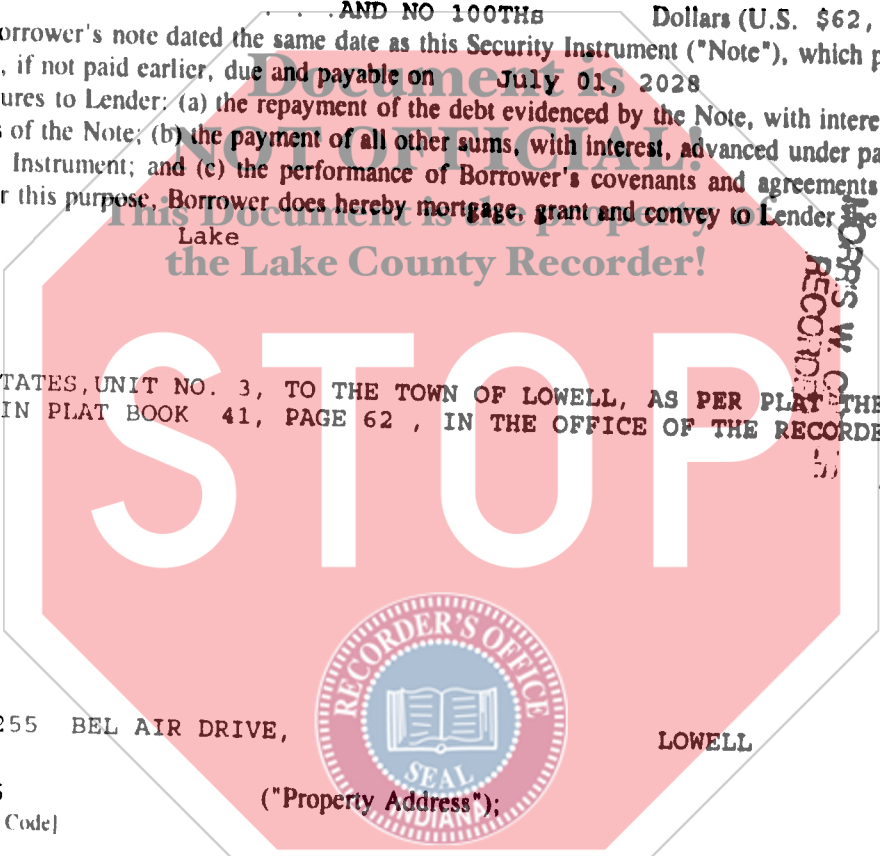 AND NO 100THs Dollars (U.S. $62,
orrower's note dated the same date as this Security Instrument ("Note"), which p
, if not paid earlier, due and payable on July 01, 2028
ures to Lender: (a) the repayment of the debt evidenced by the Note, with intere
s of the Note; (b) the payment of all other sums, with interest, advanced under pa
Instrument; and (c) the performance of Borrower's covenants and agreements
r this purpose, Borrower does hereby mortgage, grant and convey to Lender
Lake
Document is
NOT OFFICIAL!
This Document is the property of
the Lake County Recorder!
MORRIS W.
RECORDER
STOP
TATES, UNIT NO. 3, TO THE TOWN OF LOWELL, AS PER PLAT THE
IN PLAT BOOK 41, PAGE 62 , IN THE OFFICE OF THE RECORDE
RECORDER'S OFFICE
SEAL
INDIANA
255 BEL AIR DRIVE, LOWELL
("Property Address");
Code]